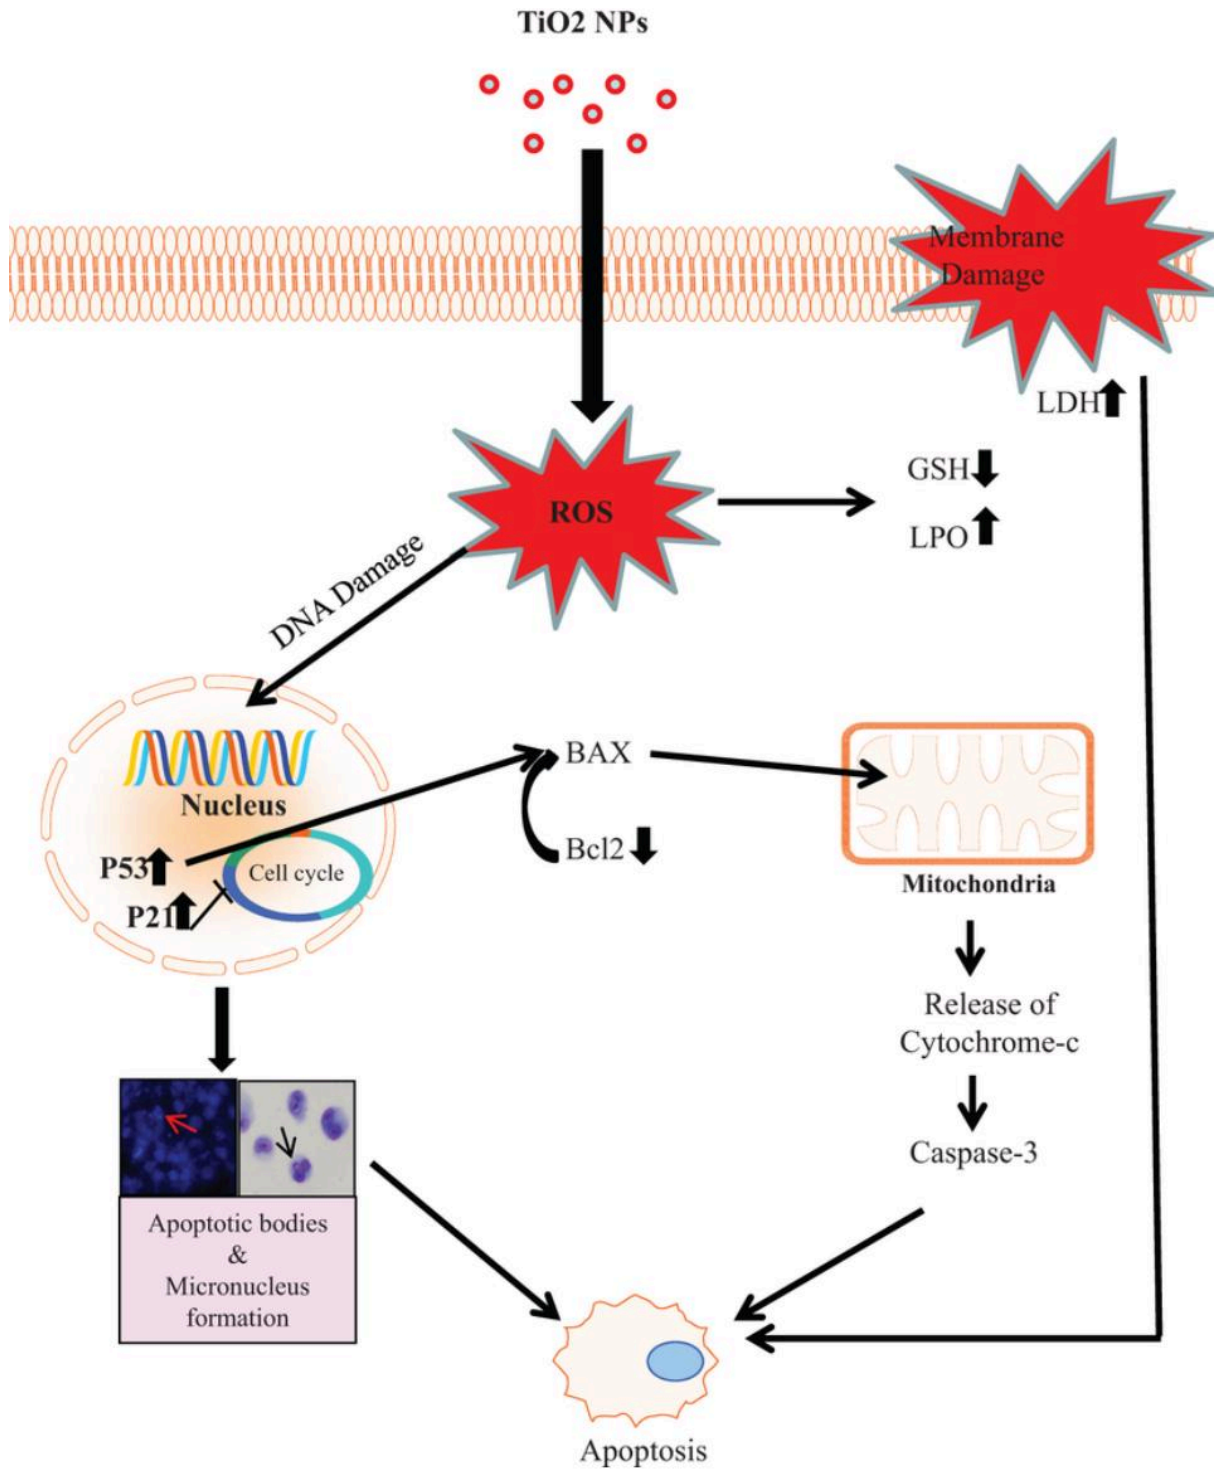 TiO2 NPs
Membrane
Damage
LDH
GSH
LPO
ROS
DNA Damage
Nucleus
P53
P21
Cell cycle
BAX
Bcl2
Mitochondria
Release of
Cytochrome-c
Caspase-3
Apoptotic bodies
&
Micronucleus
formation
Apoptosis